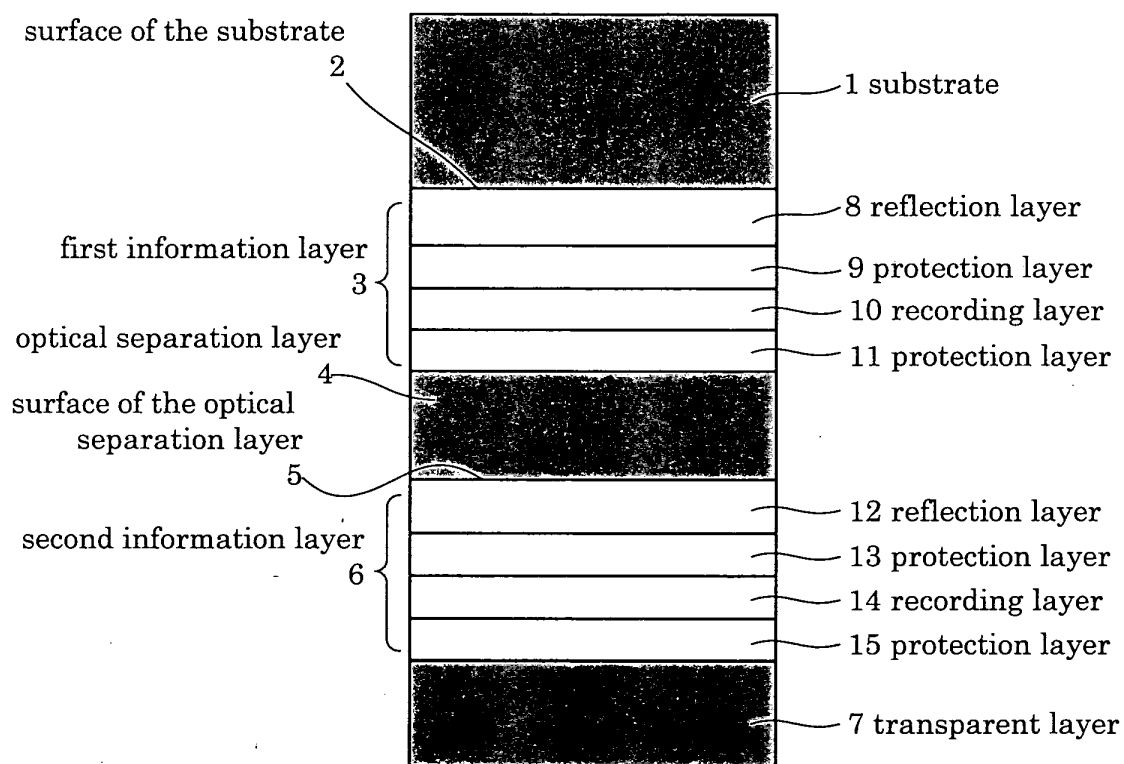 surface of the substrate
2
1 substrate
8 reflection layer
first information layer
3
9 protection layer
10 recording layer
optical separation layer
4
11 protection layer
surface of the optical
separation layer
5
12 reflection layer
second information layer
6
13 protection layer
14 recording layer
15 protection layer
7 transparent layer